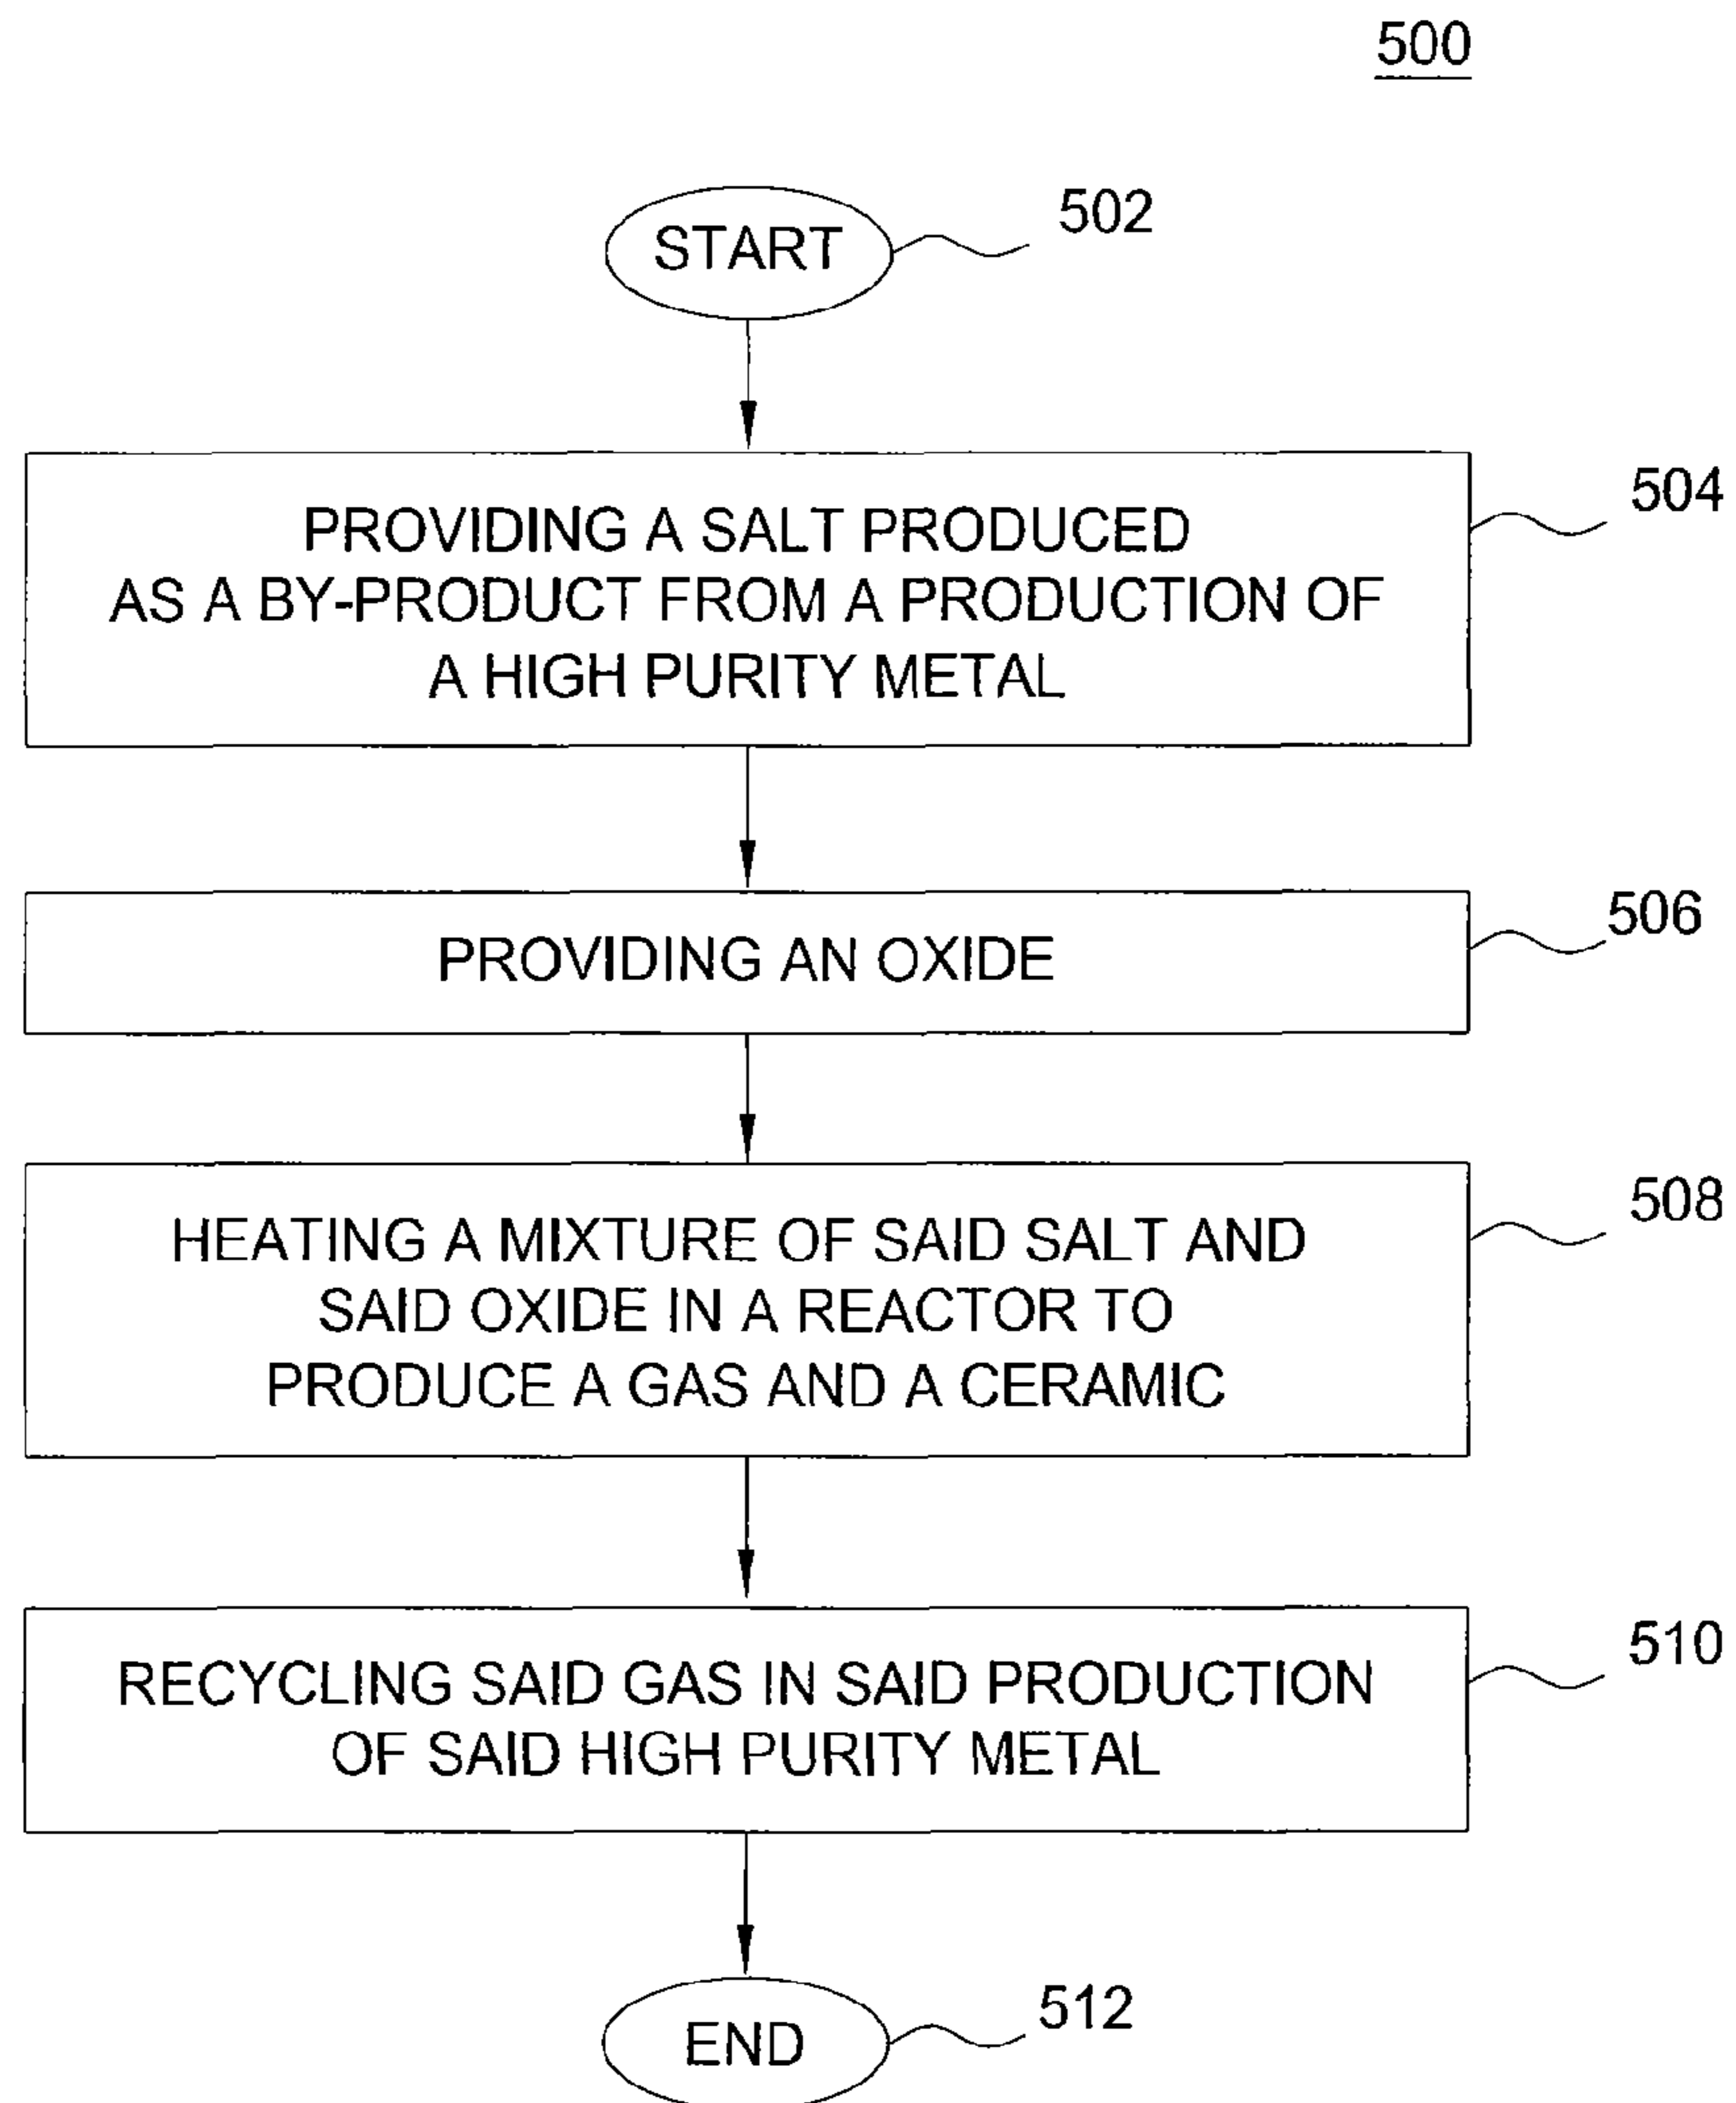 500
START
502
PROVIDING A SALT PRODUCED
AS A BY-PRODUCT FROM A PRODUCTION OF
A HIGH PURITY METAL
504
PROVIDING AN OXIDE
506
HEATING A MIXTURE OF SAID SALT AND
SAID OXIDE IN A REACTOR TO
PRODUCE A GAS AND A CERAMIC
508
RECYCLING SAID GAS IN SAID PRODUCTION
OF SAID HIGH PURITY METAL
510
END
512